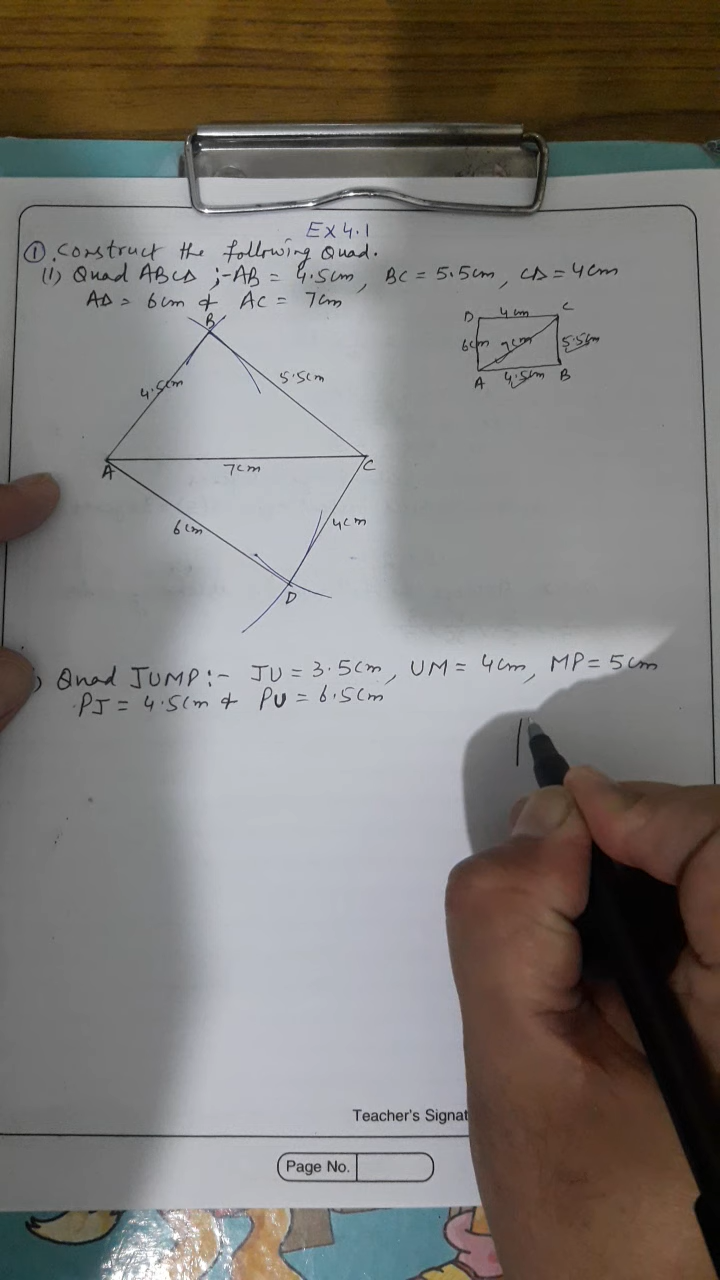 Ex 4.1
① Construct the following Quad.
(i) Quad ABCD :- AB = 4.5cm, BC = 5.5cm, CD = 4cm
AD = 6cm & AC = 7cm
B
4.5cm
5.5cm
A
7cm
C
6cm
4cm
D
D 4cm C
6cm 7cm 5.5cm
A 4.5cm B
) Quad JUMP :- JU = 3.5cm, UM = 4cm, MP = 5cm
PJ = 4.5cm & PU = 6.5cm
Teacher's Signat
Page No.